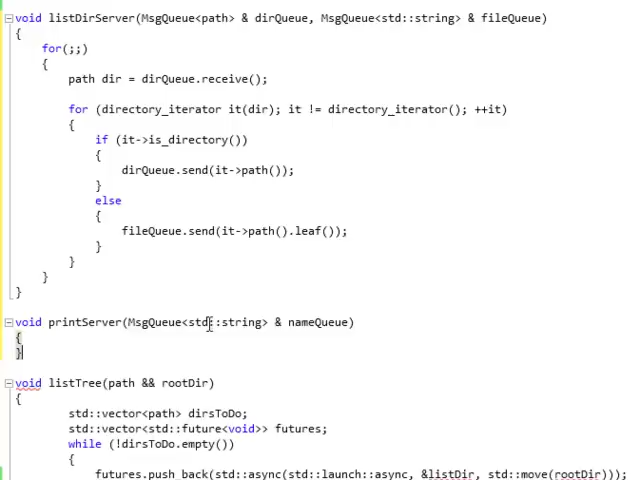 void listDirServer(MsgQueue<path> & dirQueue, MsgQueue<std::string> & fileQueue)
{
for(;;)
{
path dir = dirQueue.receive();
for (directory_iterator it(dir); it != directory_iterator(); ++it)
{
if (it->is_directory())
{
dirQueue.send(it->path());
}
else
{
fileQueue.send(it->path().leaf());
}
}
}
}
void printServer(MsgQueue<std::string> & nameQueue)
{
}
void listTree(path && rootDir)
{
std::vector<path> dirsToDo;
std::vector<std::future<void>> futures;
while (!dirsToDo.empty())
{
futures.push_back(std::async(std::launch::async, &listDir, std::move(rootDir)));